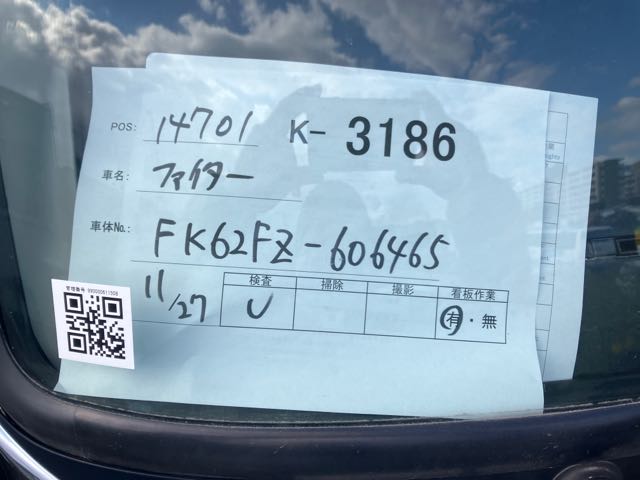 POS: 14701 K- 3186
車名: ファイター
車体No.: FK62FZ-606465
11/27
検査 掃除 撮影 看板作業
レ 有・無